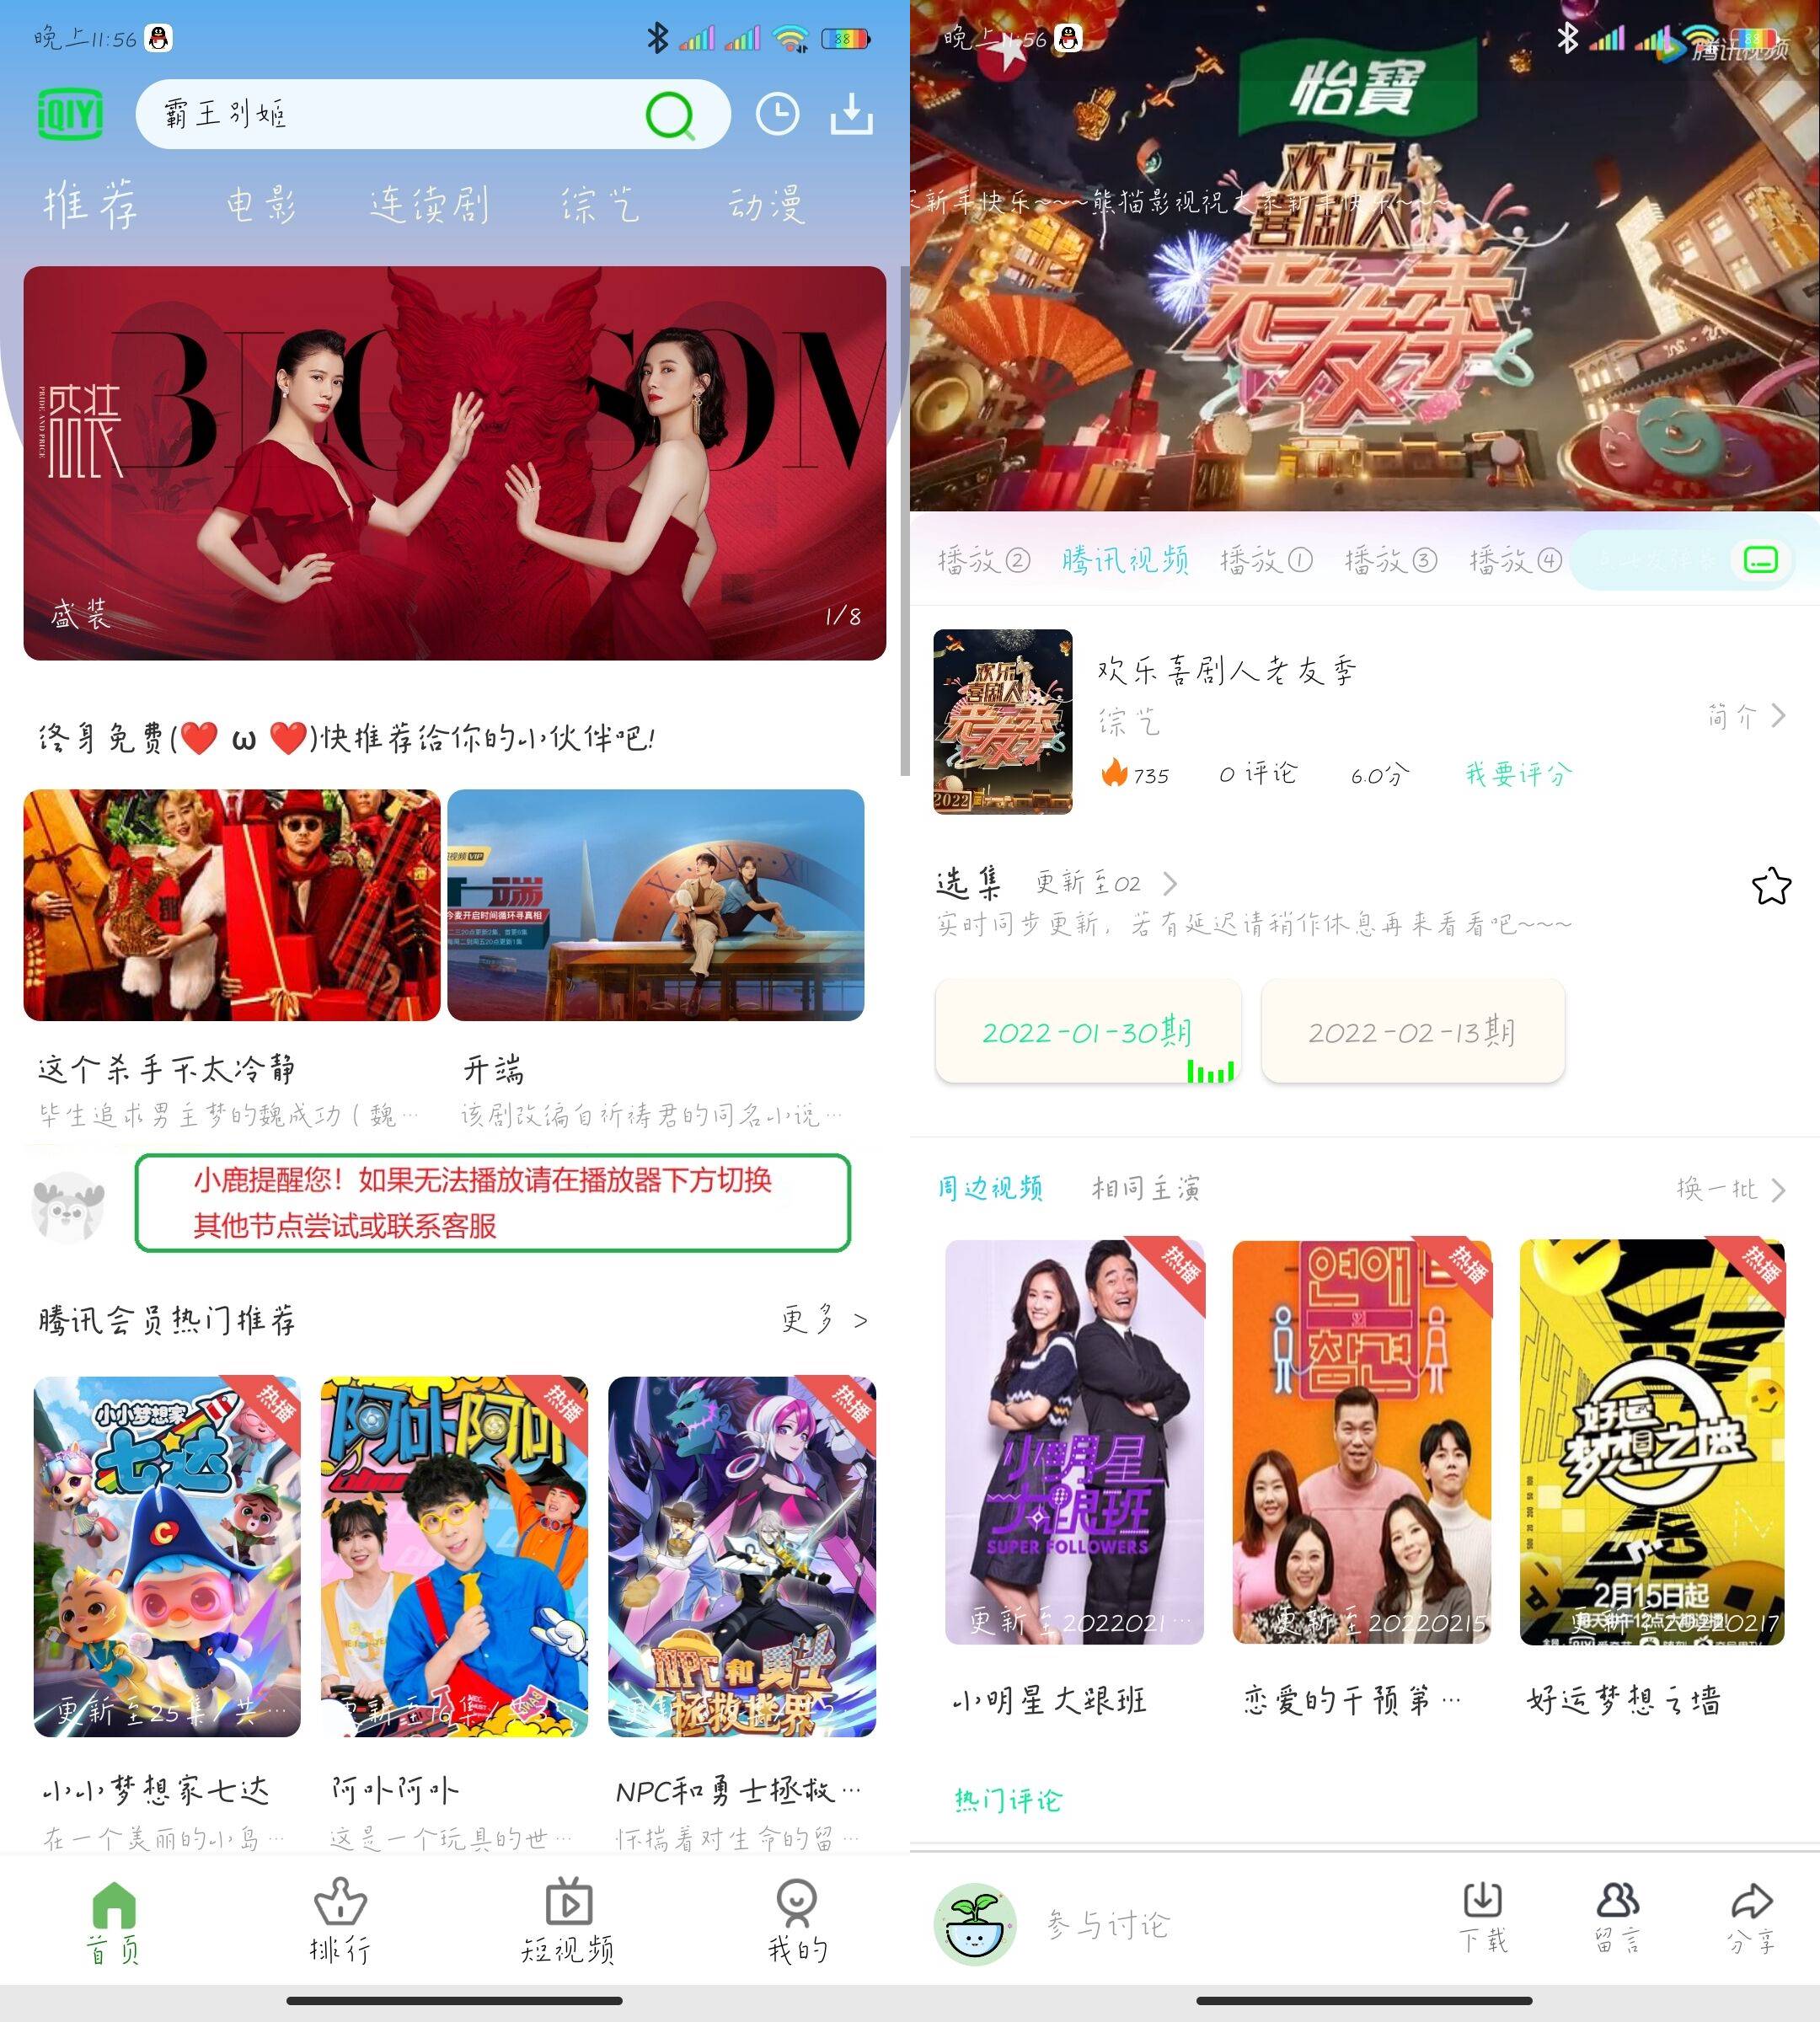 晚上11:56
88
iQIYI
霸王别姬
推荐
电影
连续剧
综艺
动漫
BLOSSOM
盛装
PRIDE AND PRICE
盛装
1/8
终身免费(❤️ ω ❤️)快推荐给你的小伙伴吧!
这个杀手不太冷静
毕生追求男主梦的魏成功（魏…
开端
该剧改编自祈祷君的同名小说…
小鹿提醒您！如果无法播放请在播放器下方切换
其他节点尝试或联系客服
腾讯会员热门推荐
更多 >
热播
小小梦想家
七达
更新至25集/共…
热播
阿卟阿卟
更新至16集/共…
热播
NPC和勇士
拯救世界
小小梦想家七达
在一个美丽的小岛…
阿卟阿卟
这是一个玩具的世…
NPC和勇士拯救…
怀揣着对生命的留…
首页
排行
短视频
我的
晚上11:56
88
腾讯视频
怡寶
欢乐
喜剧人
老友季
家新年快乐~~~熊猫影视祝大家新年快乐~~~
播放②
腾讯视频
播放①
播放③
播放④
欢乐
喜剧人
老友季
2022
欢乐喜剧人老友季
综艺
简介 >
735
0 评论
6.0分
我要评分
选集
更新至02 >
实时同步更新，若有延迟请稍作休息再来看看吧~~~
2022-01-30期
2022-02-13期
周边视频
相同主演
换一批 >
热播
小明星
大跟班
SUPER FOLLOWERS
更新至2022021…
热播
연애의
참견
更新至20220215
热播
好运
梦想之墙
2月15日起
更新至20220217
小明星大跟班
恋爱的干预第…
好运梦想之墙
热门评论
参与讨论
下载
留言
分享